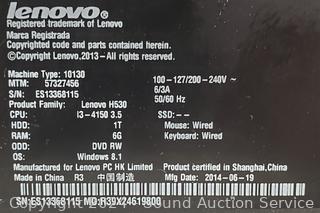 lenovo
Registered trademark of Lenovo
Marca Registrada
Copyrighted code and parts contained herein.
©Copyright Lenovo,2013-All rights reserved.
Machine Type: 10130 100-127/200-240V~
MTM: 57327456 6/3A
S/N: ES13368115 50/60 Hz
Product Family: Lenovo H530
CPU: I3-4150 3.5 SSD:--
HDD: 1T Mouse: Wired
RAM: 6G Keyboard: Wired
ODD: DVD RW
OS: Windows 8.1
Manufactured for Lenovo PC HK Limited Product certified in Shanghai,China
Made in China R3 中国制造 Mfg Date: 2014-06-19
SN:ES13368115 MO:R39X24619800